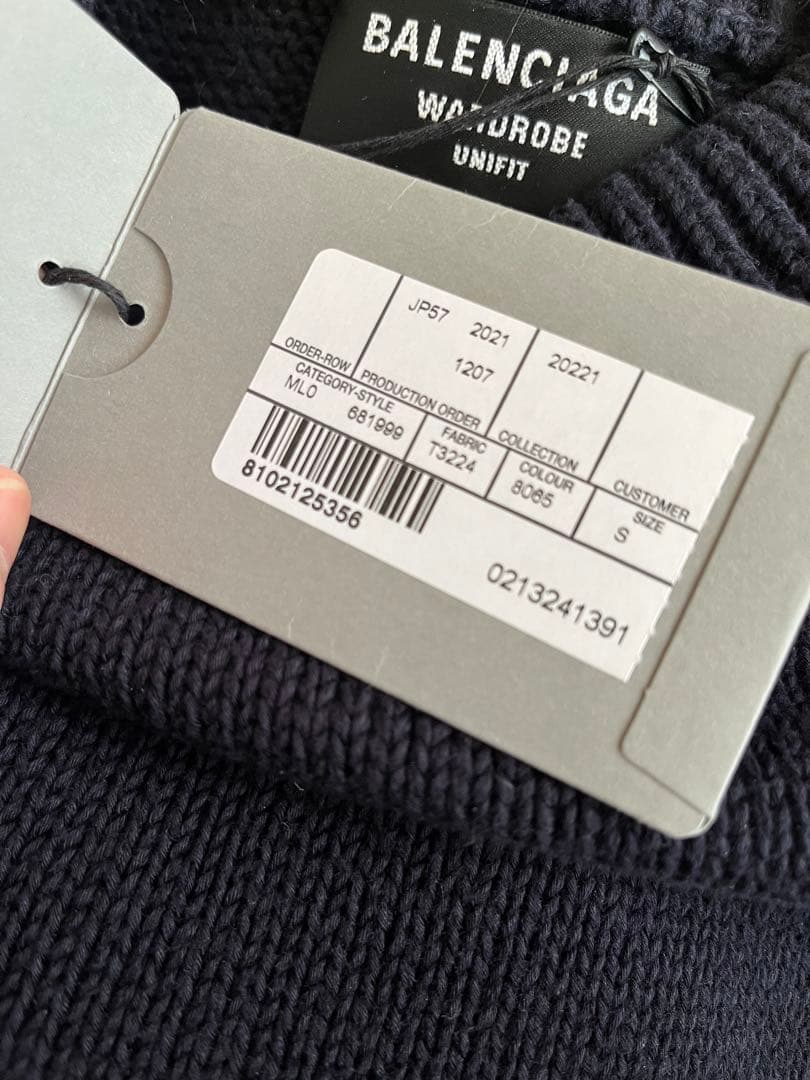 BALENCIAGA
WARDROBE
UNIFIT
JP57 2021
1207
20221
ORDER-ROW
PRODUCTION ORDER
COLLECTION
CUSTOMER
CATEGORY-STYLE
FABRIC
COLOUR
SIZE
ML0 681999
T3224
8065
S
8102125356
0213241391